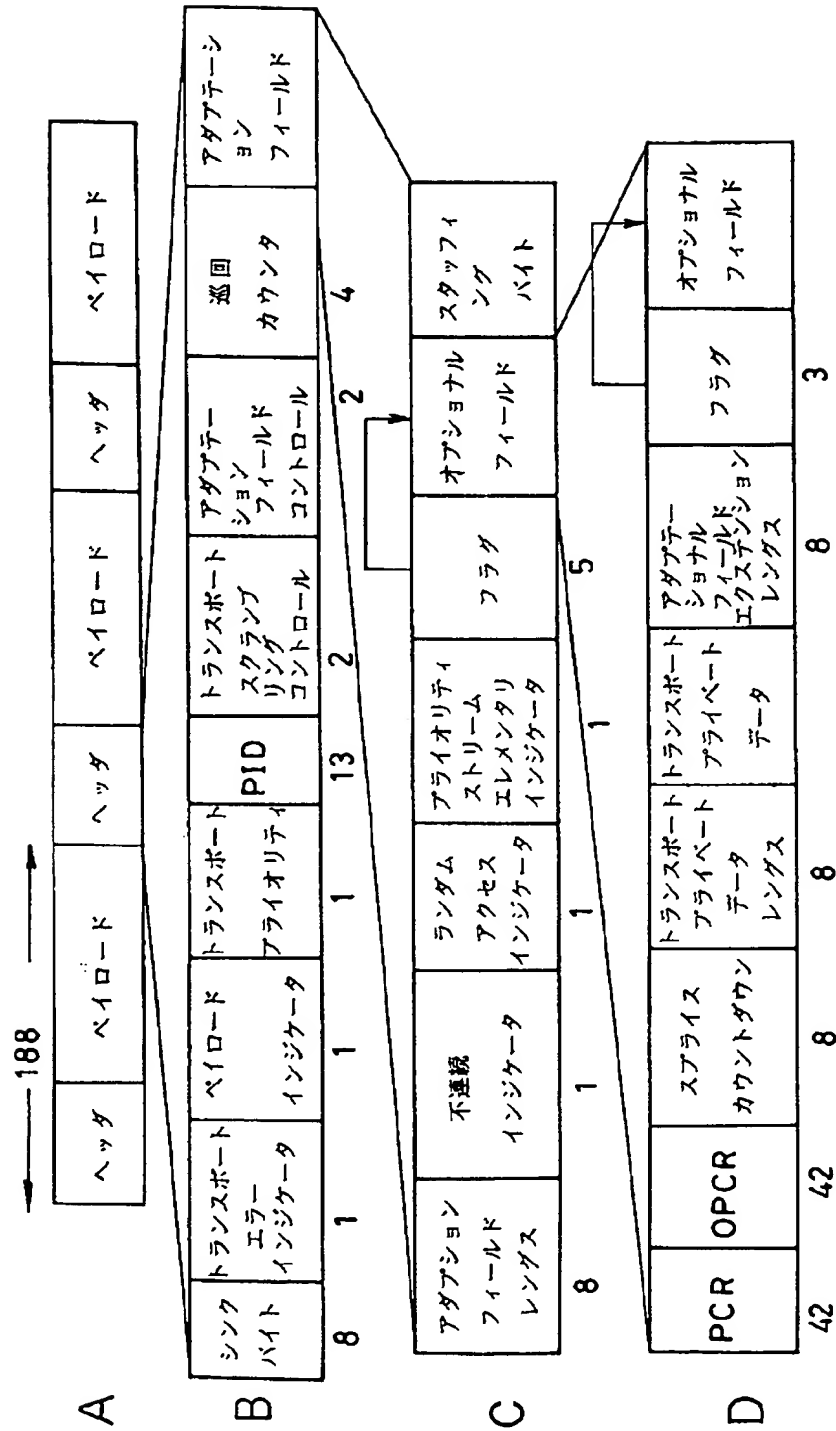 188
A
ヘッダ
ペイロード
ヘッダ
ペイロード
ヘッダ
ペイロード
B
シンク
バイト
トランスポート
エラー
インジケータ
ペイロード
インジケータ
トランスポート
プライオリティ
PID
トランスポート
スクランブ
リング
コントロール
アダプテー
ション
フィールド
コントロール
巡回
カウンタ
アダプテーシ
ョン
フィールド
8
1
1
1
13
2
2
4
C
アダプション
フィールド
レングス
不連続
インジケータ
ランダム
アクセス
インジケータ
プライオリティ
ストリーム
エレメンタリ
インジケータ
フラグ
オプショナル
フィールド
スタッフィ
ング
バイト
8
1
1
1
5
D
PCR
OPCR
スプライス
カウントダウン
トランスポート
プライベート
データ
レングス
トランスポート
プライベート
データ
アダプテー
ショナル
フィールド
エクステンション
レングス
フラグ
オプショナル
フィールド
42
42
8
8
8
3